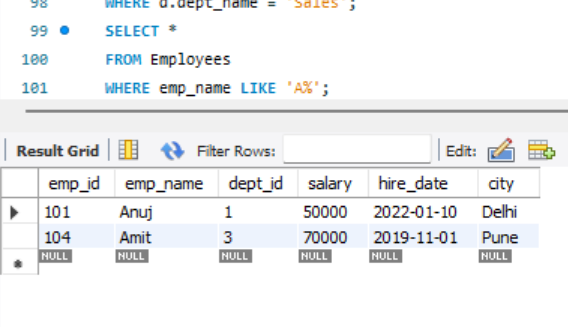 98 WHERE d.dept_name = 'Sales';
99 SELECT *
100 FROM Employees
101 WHERE emp_name LIKE 'A%';
Result Grid Filter Rows: Edit:
emp_id emp_name dept_id salary hire_date city
101 Anuj 1 50000 2022-01-10 Delhi
104 Amit 3 70000 2019-11-01 Pune
NULL NULL NULL NULL NULL NULL